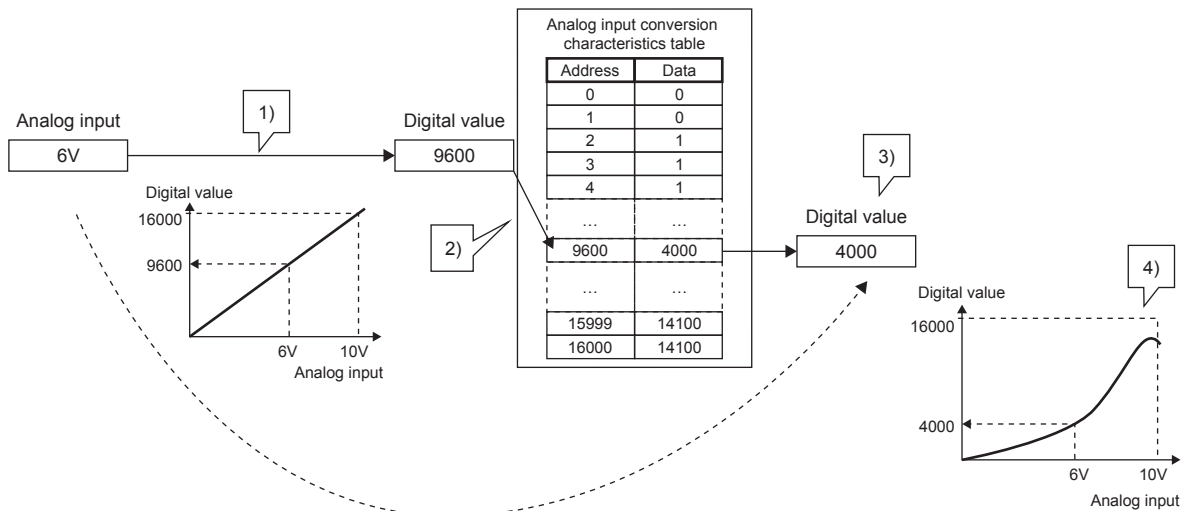 Analog input conversion
characteristics table
Address Data
0 0
1 0
2 1
3 1
4 1
... ...
9600 4000
... ...
15999 14100
16000 14100
Analog input
6V
1)
Digital value
9600
2)
3)
Digital value
4000
Digital value
16000
9600
6V 10V
Analog input
4)
Digital value
16000
4000
6V 10V
Analog input